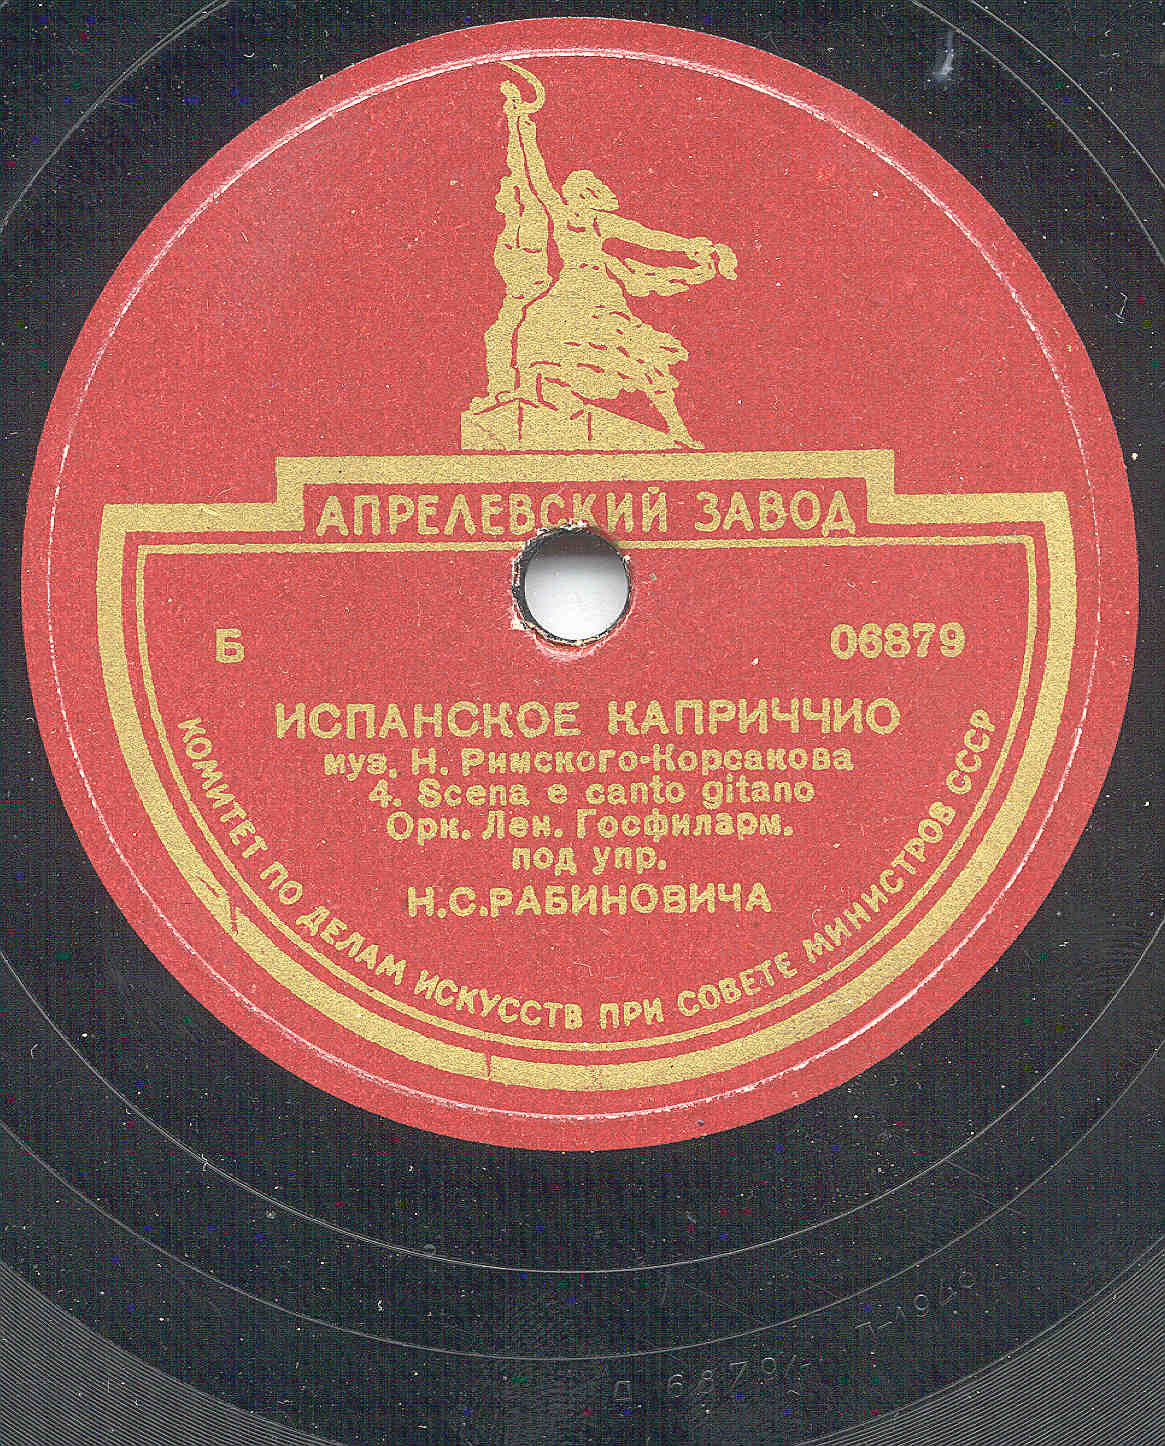 АПРЕЛЕВСКИЙ ЗАВОД
Б 06879
ИСПАНСКОЕ КАПРИЧЧИО
муз. Н. Римского-Корсакова
4. Scena e canto gitano
Орк. Лен. Госфиларм.
под упр.
Н.С.РАБИНОВИЧА
КОМИТЕТ ПО ДЕЛАМ ИСКУССТВ ПРИ СОВЕТЕ МИНИСТРОВ СССР